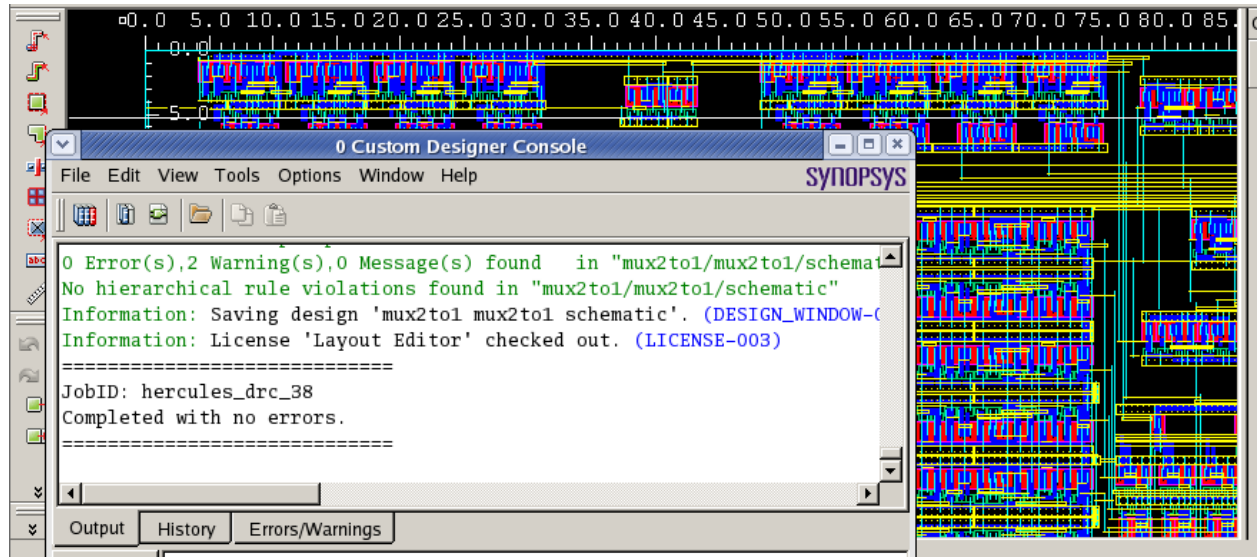 0.0 5.0 10.0 15.0 20.0 25.0 30.0 35.0 40.0 45.0 50.0 55.0 60.0 65.0 70.0 75.0 80.0 85.
0.0
5.0
0 Custom Designer Console
File Edit View Tools Options Window Help SYNOPSYS
0 Error(s),2 Warning(s),0 Message(s) found in "mux2to1/mux2to1/schemat
No hierarchical rule violations found in "mux2to1/mux2to1/schematic"
Information: Saving design 'mux2to1 mux2to1 schematic'. (DESIGN_WINDOW-0
Information: License 'Layout Editor' checked out. (LICENSE-003)
==============================
JobID: hercules_drc_38
Completed with no errors.
==============================
abc
Output History Errors/Warnings